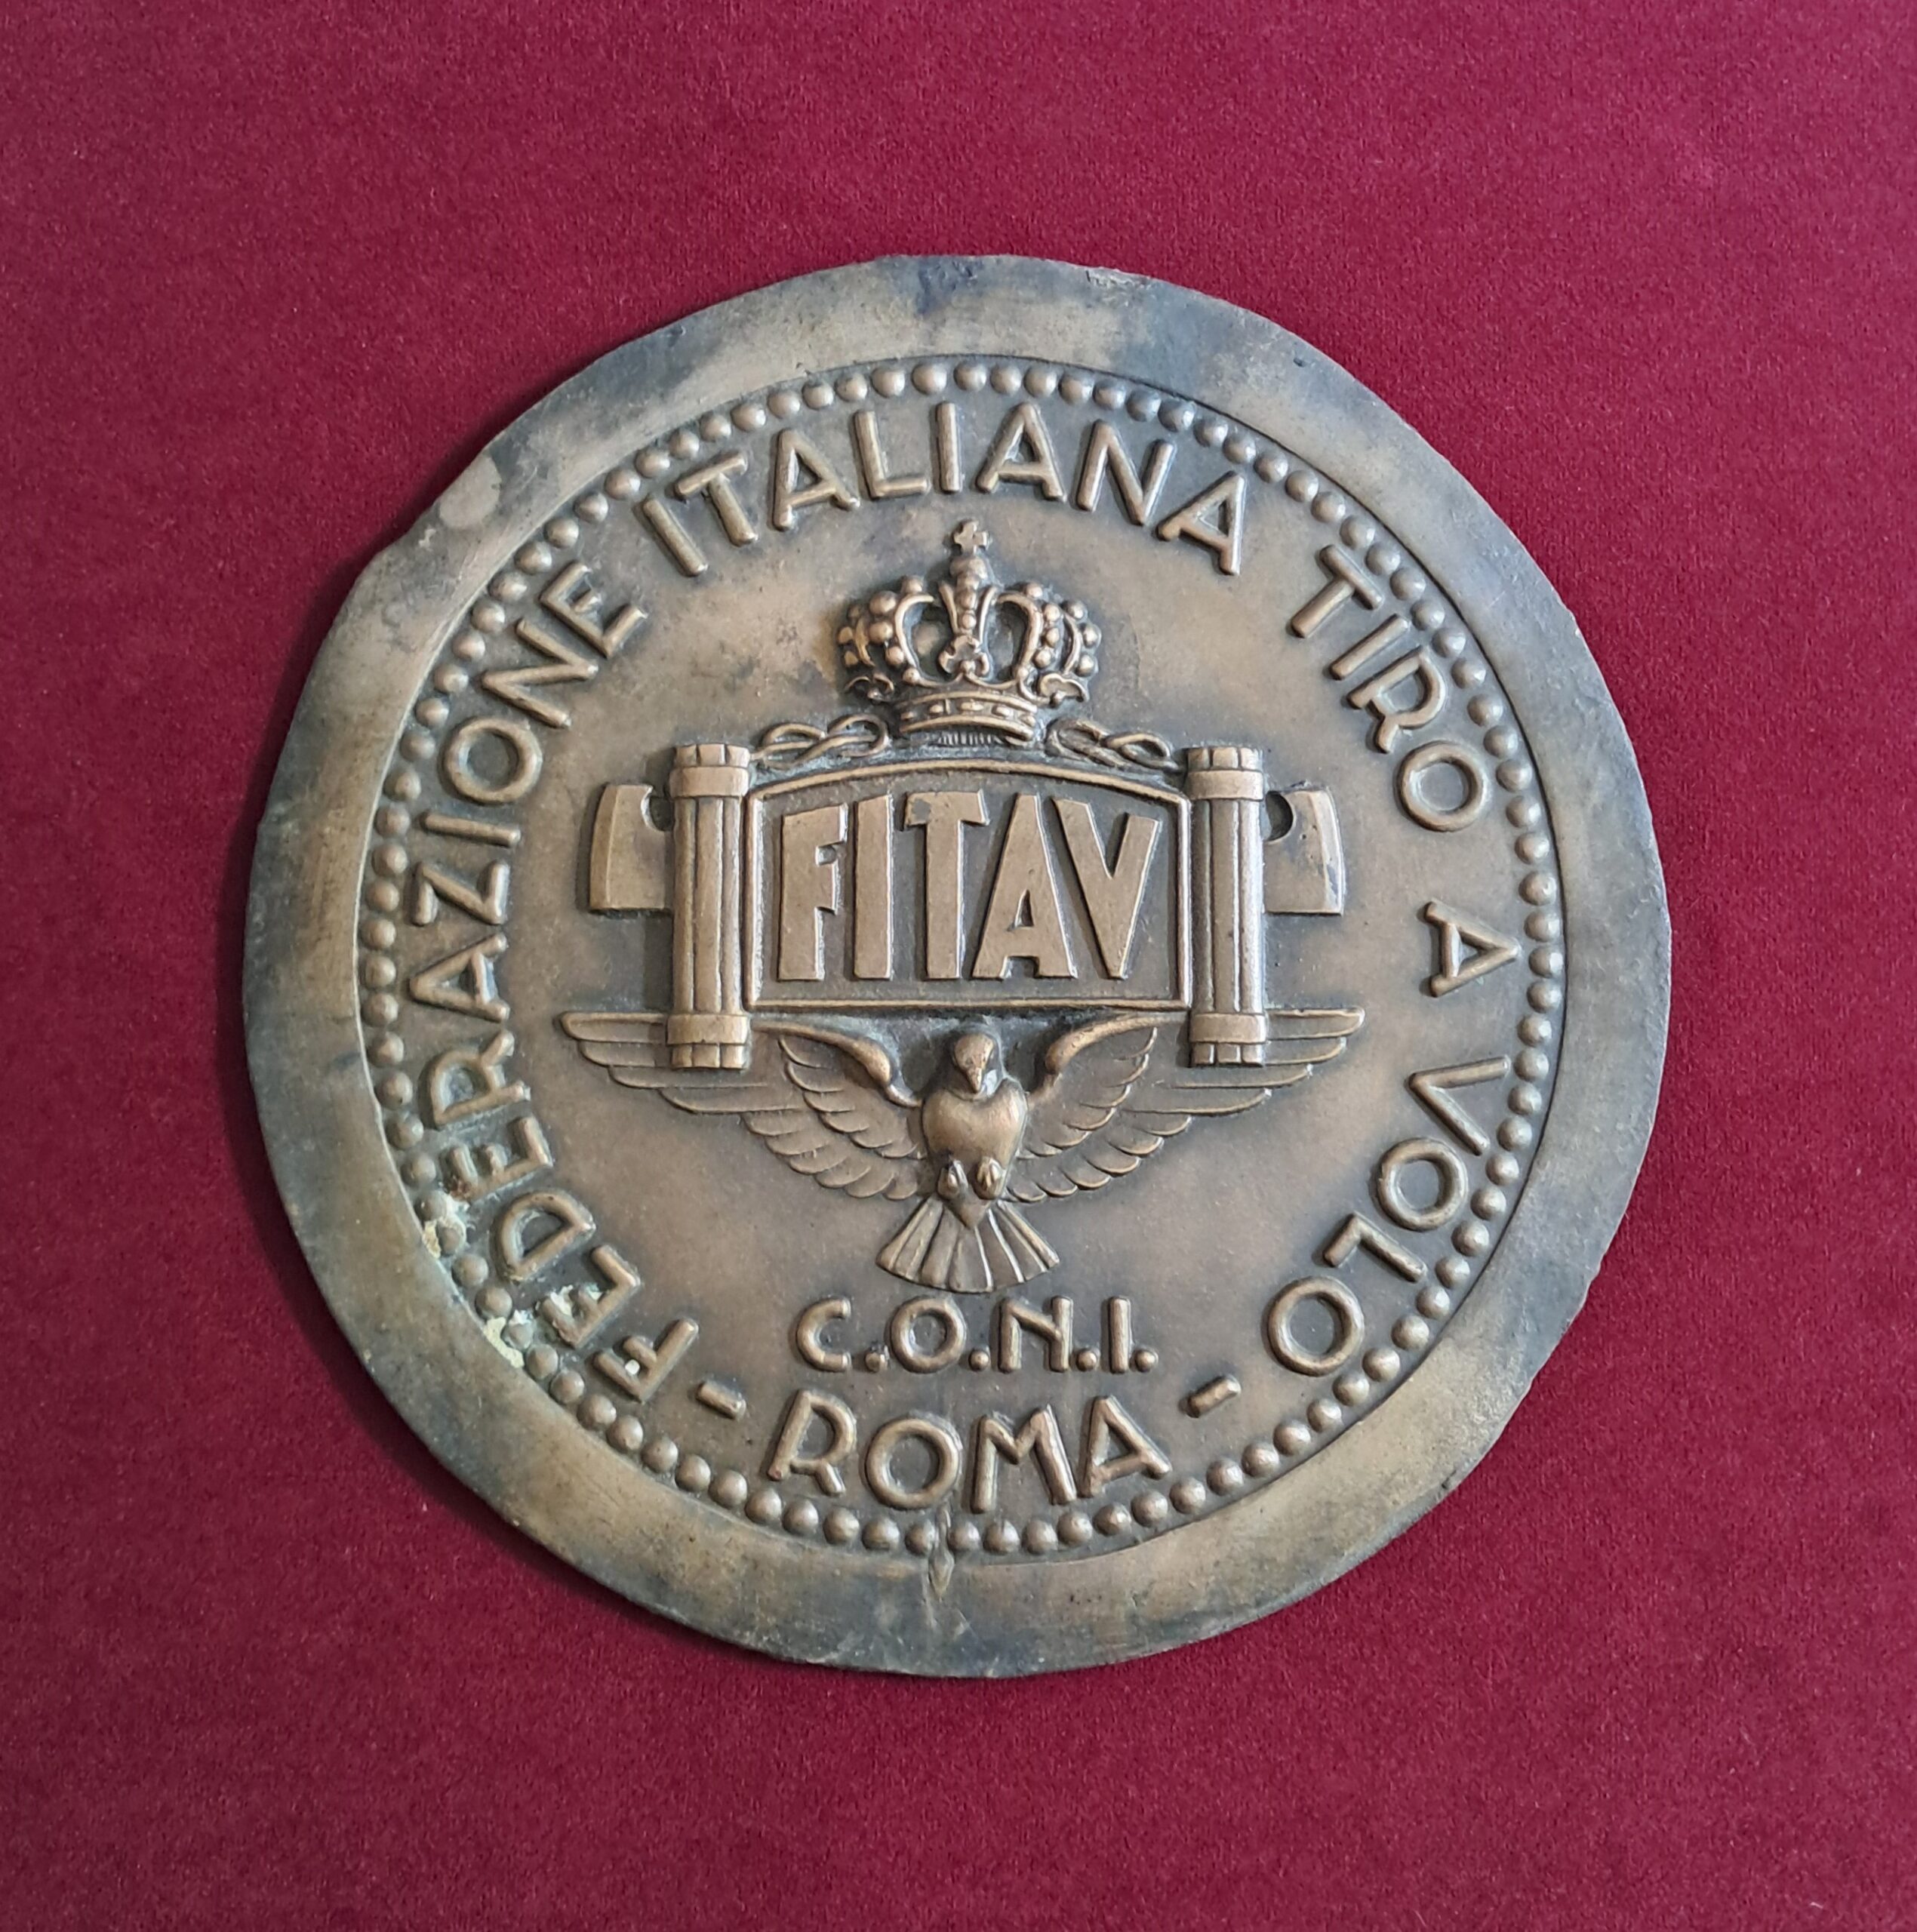 FEDERAZIONE ITALIANA TIRO A VOLO
FITAV
C.O.N.I.
- ROMA -